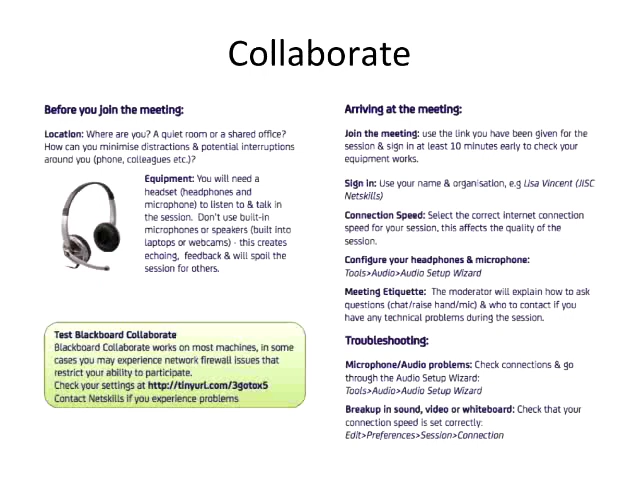 Collaborate
Before you join the meeting:
Location: Where are you? A quiet room or a shared office?
How can you minimise distractions & potential interruptions
around you (phone, colleagues etc.)?
Equipment: You will need a
headset (headphones and
microphone) to listen to & talk in
the session. Don't use built-in
microphones or speakers (built into
laptops or webcams) - this creates
echoing, feedback & will spoil the
session for others.
Test Blackboard Collaborate
Blackboard Collaborate works on most machines, in some
cases you may experience network firewall issues that
restrict your ability to participate.
Check your settings at http://tinyurl.com/3gotox5
Contact Netskills if you experience problems
Arriving at the meeting:
Join the meeting: use the link you have been given for the
session & sign in at least 10 minutes early to check your
equipment works.
Sign in: Use your name & organisation, e.g Lisa Vincent (JISC
Netskills)
Connection Speed: Select the correct internet connection
speed for your session, this affects the quality of the
session.
Configure your headphones & microphone:
Tools>Audio>Audio Setup Wizard
Meeting Etiquette: The moderator will explain how to ask
questions (chat/raise hand/mic) & who to contact if you
have any technical problems during the session.
Troubleshooting:
Microphone/Audio problems: Check connections & go
through the Audio Setup Wizard:
Tools>Audio>Audio Setup Wizard
Breakup in sound, video or whiteboard: Check that your
connection speed is set correctly:
Edit>Preferences>Session>Connection